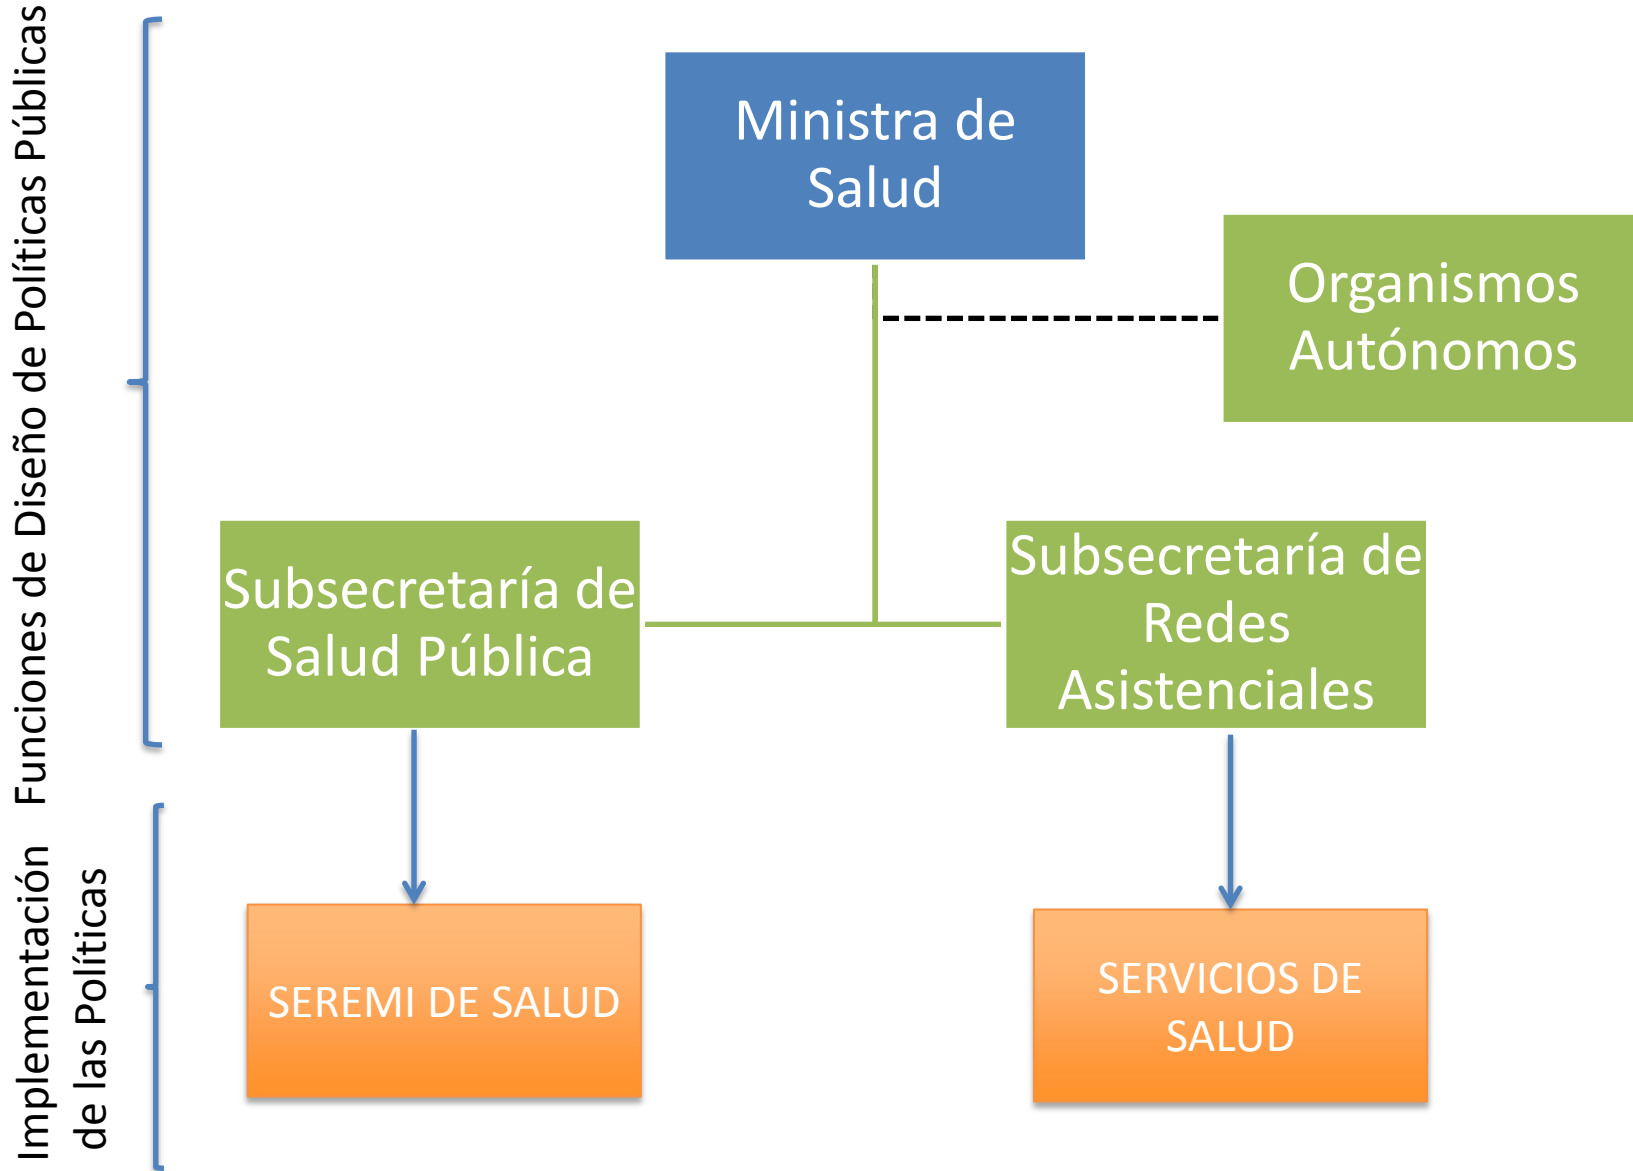 Funciones de Diseño de Políticas Públicas
Ministra de
Salud
Organismos
Autónomos
Subsecretaría de
Salud Pública
Subsecretaría de
Redes
Asistenciales
Implementación
de las Políticas
SEREMI DE SALUD
SERVICIOS DE
SALUD